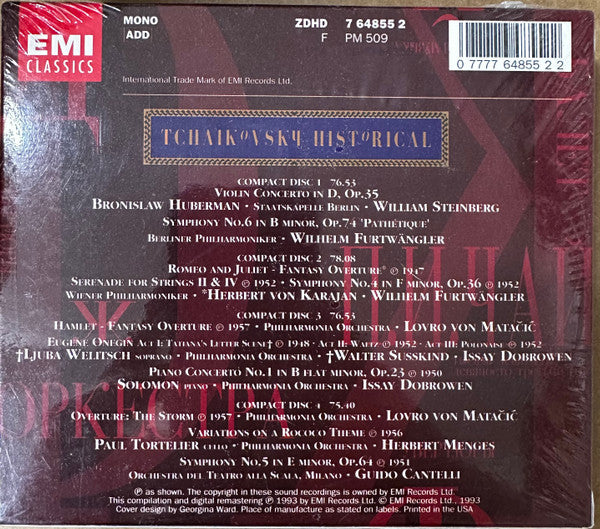 EMI
CLASSICS
MONO
ADD
ZDHD 7 64855 2
F PM 509
0 7777 64855 2 2
International Trade Mark of EMI Records Ltd.
TCHAIKOVSKY HISTORICAL
COMPACT DISC 1 76.53
VIOLIN CONCERTO IN D, OP.35
BRONISLAW HUBERMAN • STAATSKAPELLE BERLIN • WILLIAM STEINBERG
SYMPHONY NO.6 IN B MINOR, OP.74 'PATHÉTIQUE'
BERLINER PHILHARMONIKER • WILHELM FURTWÄNGLER
COMPACT DISC 2 78.08
ROMEO AND JULIET - FANTASY OVERTURE* ℗ 1947
SERENADE FOR STRINGS II & IV ℗ 1952 • SYMPHONY NO.4 IN F MINOR, OP.36 ℗ 1952
WIENER PHILHARMONIKER • *HERBERT VON KARAJAN • WILHELM FURTWÄNGLER
COMPACT DISC 3 76.53
HAMLET - FANTASY OVERTURE ℗ 1957 • PHILHARMONIA ORCHESTRA • LOVRO VON MATAČIĆ
EUGENE ONEGIN ACT I: TATIANA'S LETTER SCENE† ℗ 1948 • ACT II: WALTZ ℗ 1952 • ACT III: POLONAISE ℗ 1952
†LJUBA WELITSCH SOPRANO • PHILHARMONIA ORCHESTRA • †WALTER SUSSKIND • ISSAY DOBROWEN
PIANO CONCERTO NO.1 IN B FLAT MINOR, OP.23 ℗ 1950
SOLOMON PIANO • PHILHARMONIA ORCHESTRA • ISSAY DOBROWEN
COMPACT DISC 4 75.40
OVERTURE: THE STORM ℗ 1957 • PHILHARMONIA ORCHESTRA • LOVRO VON MATAČIĆ
VARIATIONS ON A ROCOCO THEME ℗ 1956
PAUL TORTELIER CELLO • PHILHARMONIA ORCHESTRA • HERBERT MENGES
SYMPHONY NO.5 IN E MINOR, OP.64 ℗ 1951
ORCHESTRA DEL TEATRO ALLA SCALA, MILANO • GUIDO CANTELLI
℗ as shown. The copyright in these sound recordings is owned by EMI Records Ltd.
This compilation and digital remastering ℗ 1993 by EMI Records Ltd. © EMI Records Ltd., 1993
Cover design by Georgina Ward. Place of manufacture as stated on labels. Printed in the USA
ПИЧАЙ
Ж
ОРКЕСТРА